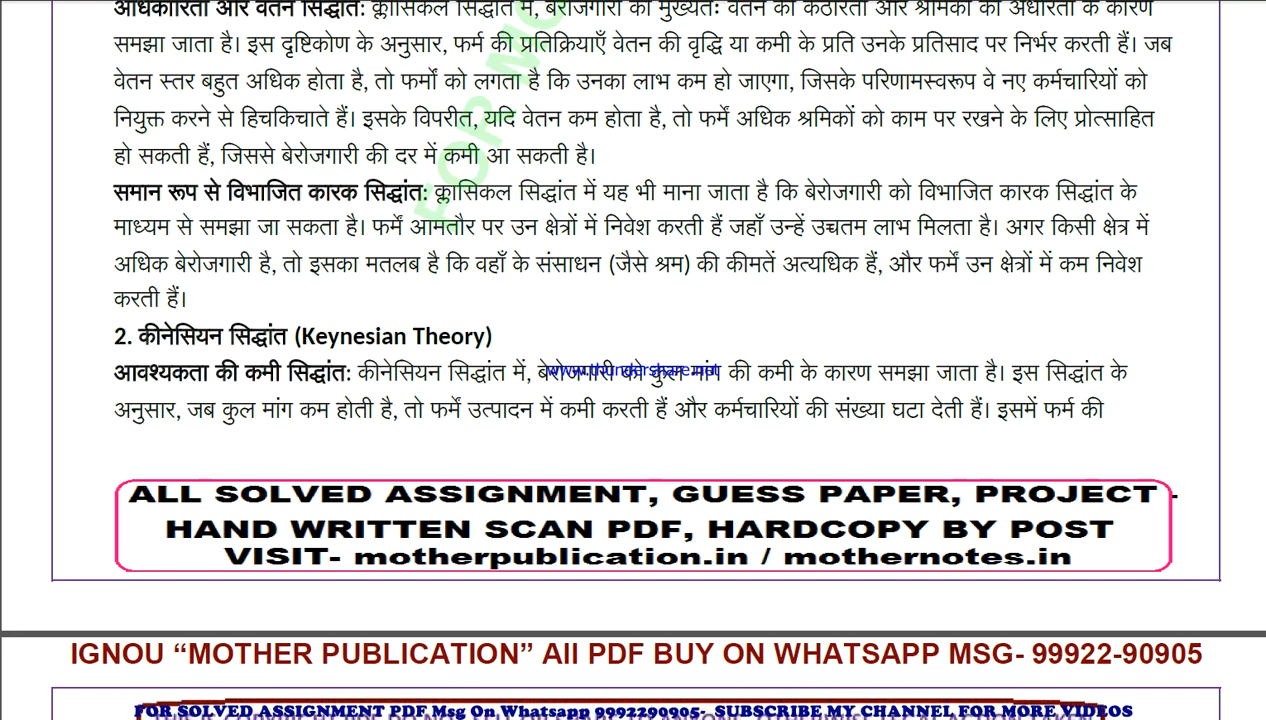 अधिकारिता और वेतन सिद्धांत: क्लासिकल सिद्धांत में, बेरोजगारी को मुख्यतः वेतन की कठोरता और श्रमिकों की अधीरता के कारण
समझा जाता है। इस दृष्टिकोण के अनुसार, फर्म की प्रतिक्रियाएँ वेतन की वृद्धि या कमी के प्रति उनके प्रतिसाद पर निर्भर करती हैं। जब
वेतन स्तर बहुत अधिक होता है, तो फर्मों को लगता है कि उनका लाभ कम हो जाएगा, जिसके परिणामस्वरूप वे नए कर्मचारियों को
नियुक्त करने से हिचकिचाते हैं। इसके विपरीत, यदि वेतन कम होता है, तो फर्में अधिक श्रमिकों को काम पर रखने के लिए प्रोत्साहित
हो सकती हैं, जिससे बेरोजगारी की दर में कमी आ सकती है।
समान रूप से विभाजित कारक सिद्धांत: क्लासिकल सिद्धांत में यह भी माना जाता है कि बेरोजगारी को विभाजित कारक सिद्धांत के
माध्यम से समझा जा सकता है। फर्में आमतौर पर उन क्षेत्रों में निवेश करती हैं जहाँ उन्हें उच्चतम लाभ मिलता है। अगर किसी क्षेत्र में
अधिक बेरोजगारी है, तो इसका मतलब है कि वहाँ के संसाधन (जैसे श्रम) की कीमतें अत्यधिक हैं, और फर्में उन क्षेत्रों में कम निवेश
करती हैं।
2. कीनेसियन सिद्धांत (Keynesian Theory)
आवश्यकता की कमी सिद्धांत: कीनेसियन सिद्धांत में, बेरोजगारी को कुल मांग की कमी के कारण समझा जाता है। इस सिद्धांत के
www.thundershare.net
अनुसार, जब कुल मांग कम होती है, तो फर्में उत्पादन में कमी करती हैं और कर्मचारियों की संख्या घटा देती हैं। इसमें फर्म की
ALL SOLVED ASSIGNMENT, GUESS PAPER, PROJECT -
HAND WRITTEN SCAN PDF, HARDCOPY BY POST
VISIT- motherpublication.in / mothernotes.in
IGNOU “MOTHER PUBLICATION” All PDF BUY ON WHATSAPP MSG- 99922-90905
FOR SOLVED ASSIGNMENT PDF Msg On Whatsapp 9992290905- SUBSCRIBE MY CHANNEL FOR MORE VIDEOS